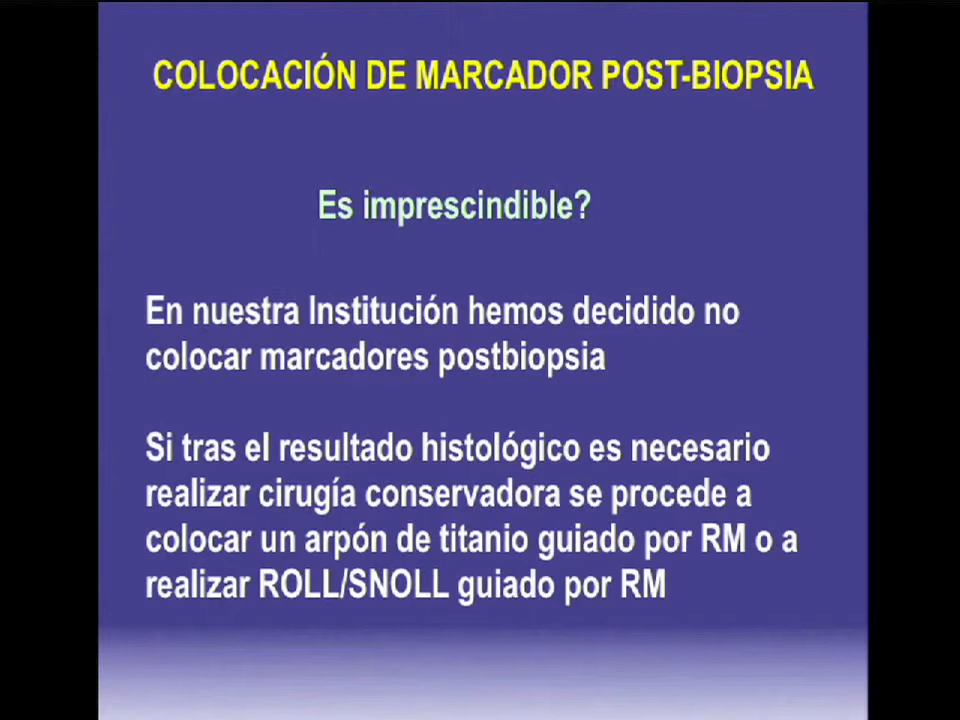 COLOCACIÓN DE MARCADOR POST-BIOPSIA
Es imprescindible?
En nuestra Institución hemos decidido no
colocar marcadores postbiopsia
Si tras el resultado histológico es necesario
realizar cirugía conservadora se procede a
colocar un arpón de titanio guiado por RM o a
realizar ROLL/SNOLL guiado por RM